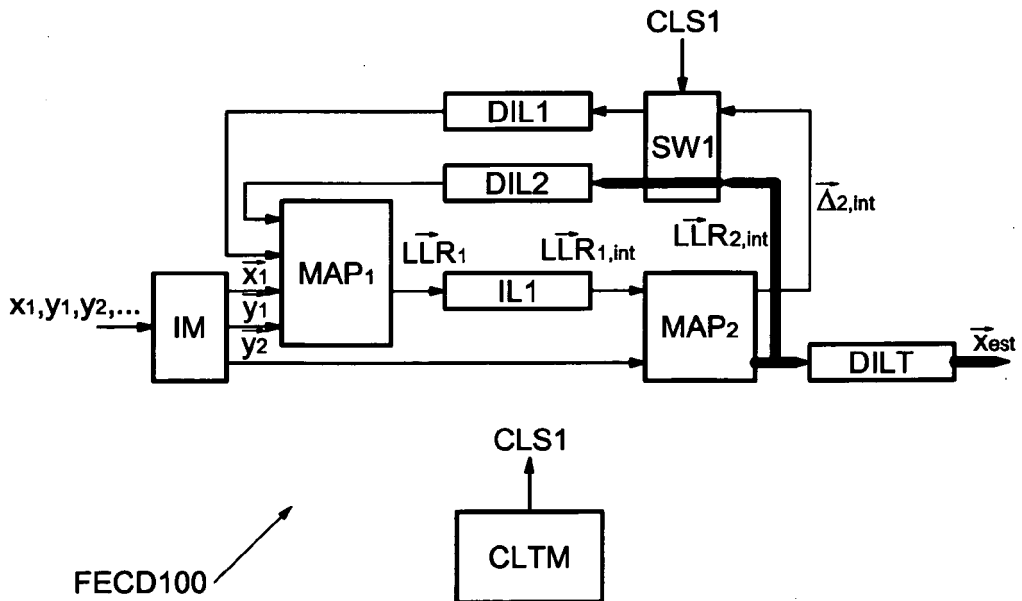 CLS1
DIL1
SW1
DIL2
Δ2,int
MAP1
LLR1
LLR1,int
LLR2,int
x1,y1,y2,...
IM
x1
y1
y2
IL1
MAP2
xest
DILT
CLS1
CLTM
FECD100